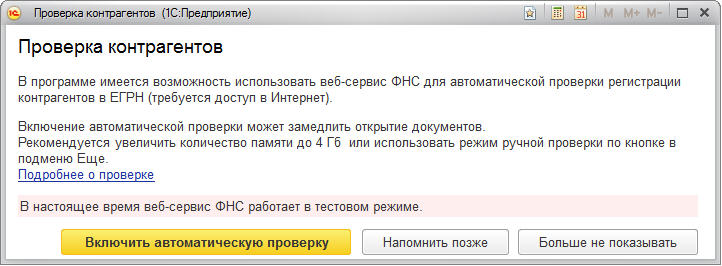 1С Проверка контрагентов (1С:Предприятие) 31 M M+ M-
Проверка контрагентов
В программе имеется возможность использовать веб-сервис ФНС для автоматической проверки регистрации
контрагентов в ЕГРН (требуется доступ в Интернет).
Включение автоматической проверки может замедлить открытие документов.
Рекомендуется увеличить количество памяти до 4 Гб или использовать режим ручной проверки по кнопке в
подменю Еще.
Подробнее о проверке
В настоящее время веб-сервис ФНС работает в тестовом режиме.
Включить автоматическую проверку Напомнить позже Больше не показывать